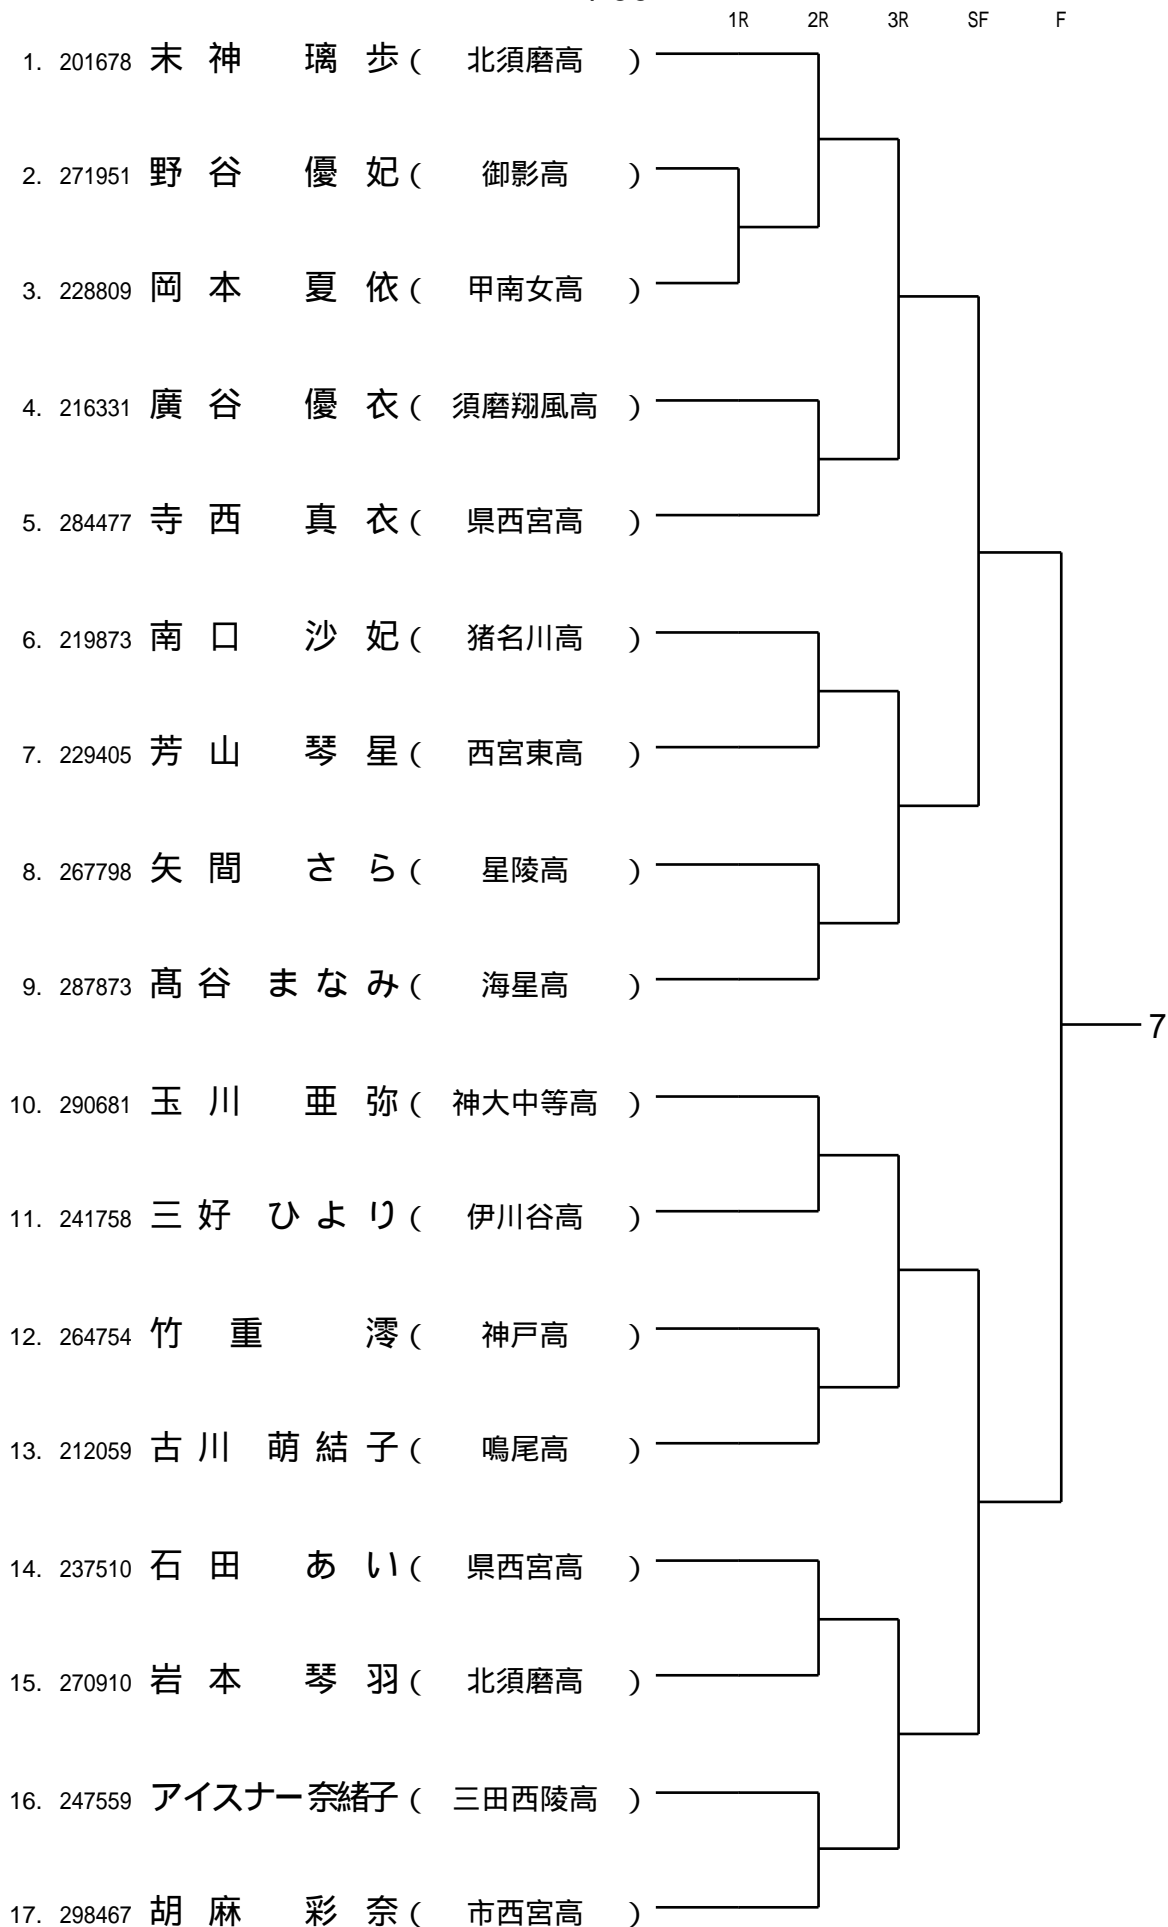 1R 2R 3R SF F
1. 201678 末神 璃歩 ( 北須磨高 )
2. 271951 野谷 優妃 ( 御影高 )
3. 228809 岡本 夏依 ( 甲南女高 )
4. 216331 廣谷 優衣 ( 須磨翔風高 )
5. 284477 寺西 真衣 ( 県西宮高 )
6. 219873 南口 沙妃 ( 猪名川高 )
7. 229405 芳山 琴星 ( 西宮東高 )
8. 267798 矢間 さら ( 星陵高 )
9. 287873 髙谷 まなみ ( 海星高 )
7
10. 290681 玉川 亜弥 ( 神大中等高 )
11. 241758 三好 ひより ( 伊川谷高 )
12. 264754 竹重 澪 ( 神戸高 )
13. 212059 古川 萌結子 ( 鳴尾高 )
14. 237510 石田 あい ( 県西宮高 )
15. 270910 岩本 琴羽 ( 北須磨高 )
16. 247559 アイスナー奈緒子 ( 三田西陵高 )
17. 298467 胡麻 彩奈 ( 市西宮高 )